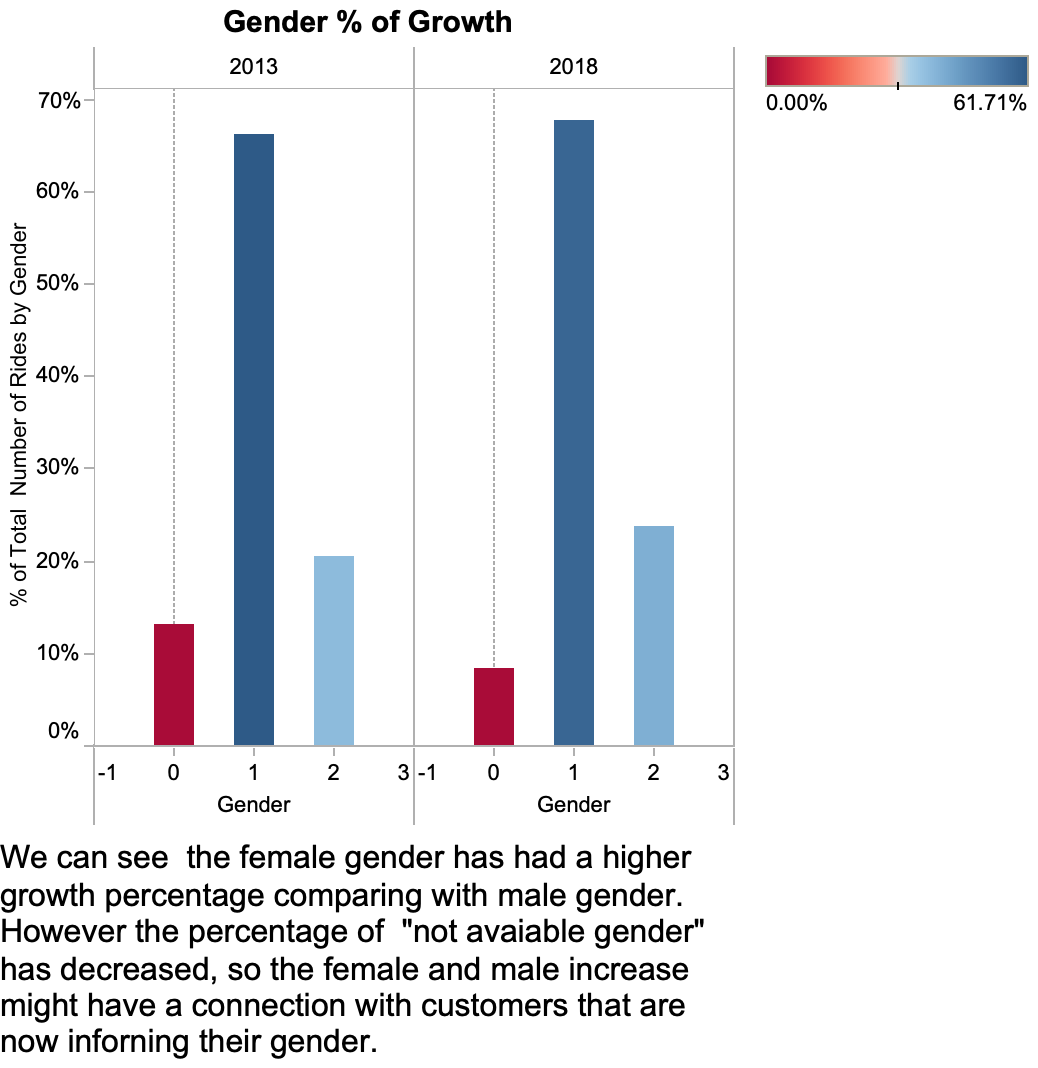 Gender % of Growth
2013 2018
0.00% 61.71%
% of Total  Number of Rides by Gender
70%
60%
50%
40%
30%
20%
10%
0%
-1 0 1 2 3 -1 0 1 2 3
Gender Gender
We can see  the female gender has had a higher
growth percentage comparing with male gender.
However the percentage of  "not avaiable gender"
has decreased, so the female and male increase
might have a connection with customers that are
now inforning their gender.